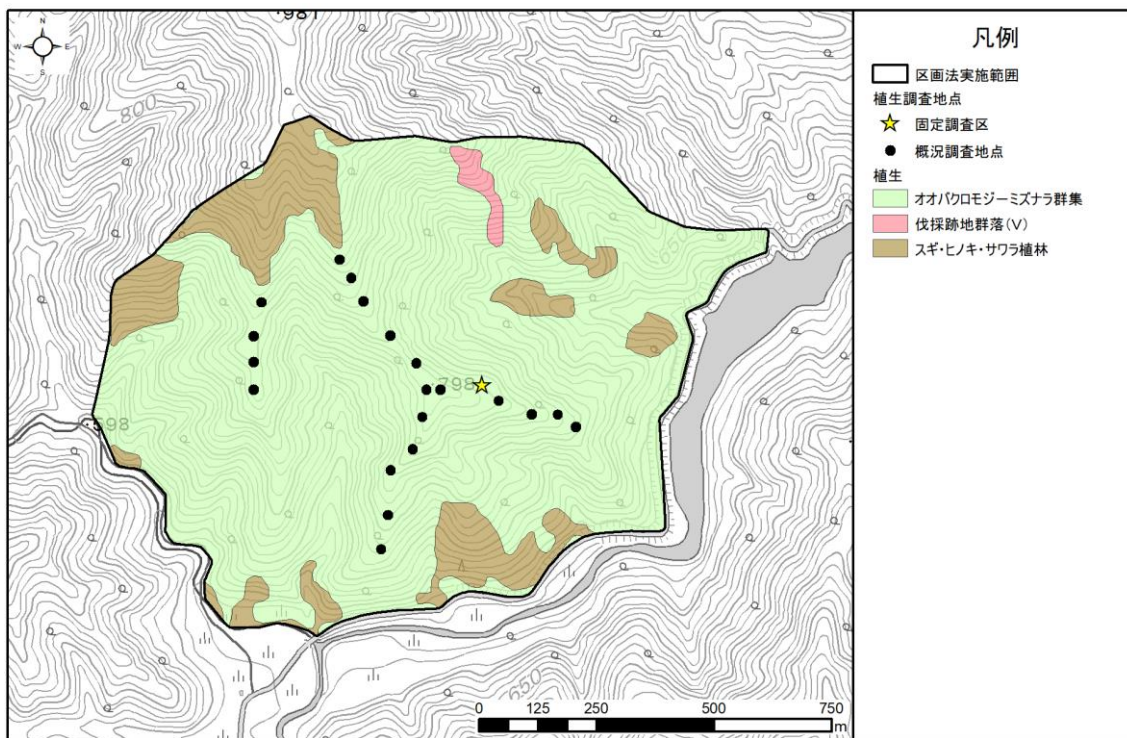 981
N
W E
S
800
650
798
598
650
0 125 250 500 750
m
凡例
区画法実施範囲
植生調査地点
固定調査区
概況調査地点
植生
オオバクロモジーミズナラ群集
伐採跡地群落(Ⅴ)
スギ・ヒノキ・サワラ植林